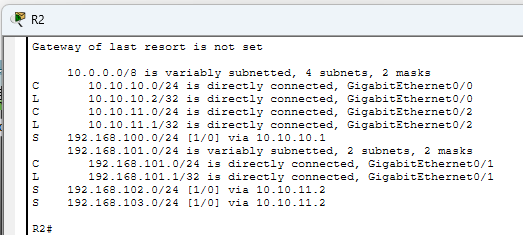 R2
Gateway of last resort is not set
10.0.0.0/8 is variably subnetted, 4 subnets, 2 masks
C 10.10.10.0/24 is directly connected, GigabitEthernet0/0
L 10.10.10.2/32 is directly connected, GigabitEthernet0/0
C 10.10.11.0/24 is directly connected, GigabitEthernet0/2
L 10.10.11.1/32 is directly connected, GigabitEthernet0/2
S 192.168.100.0/24 [1/0] via 10.10.10.1
192.168.101.0/24 is variably subnetted, 2 subnets, 2 masks
C 192.168.101.0/24 is directly connected, GigabitEthernet0/1
L 192.168.101.1/32 is directly connected, GigabitEthernet0/1
S 192.168.102.0/24 [1/0] via 10.10.11.2
S 192.168.103.0/24 [1/0] via 10.10.11.2
R2#